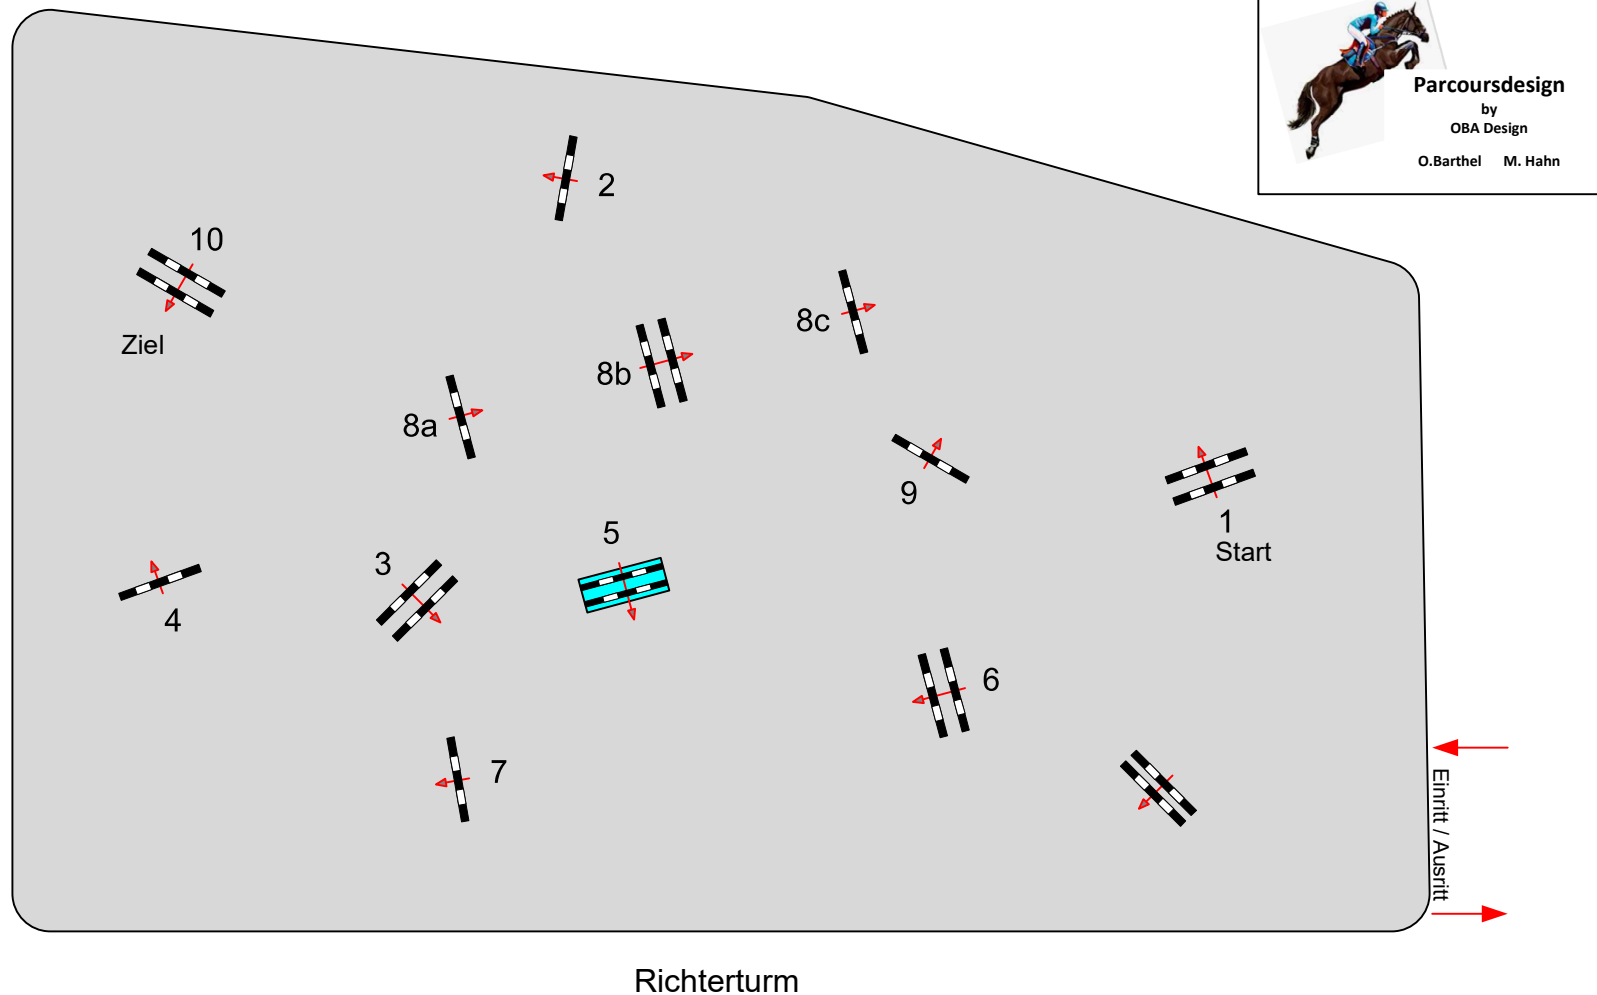 Parcoursdesign
by
OBA Design
O.Barthel M. Hahn
2
10
8c
Ziel
8b
8a
9
1
Start
5
3
4
6
7
Einritt / Ausritt
Richterturm